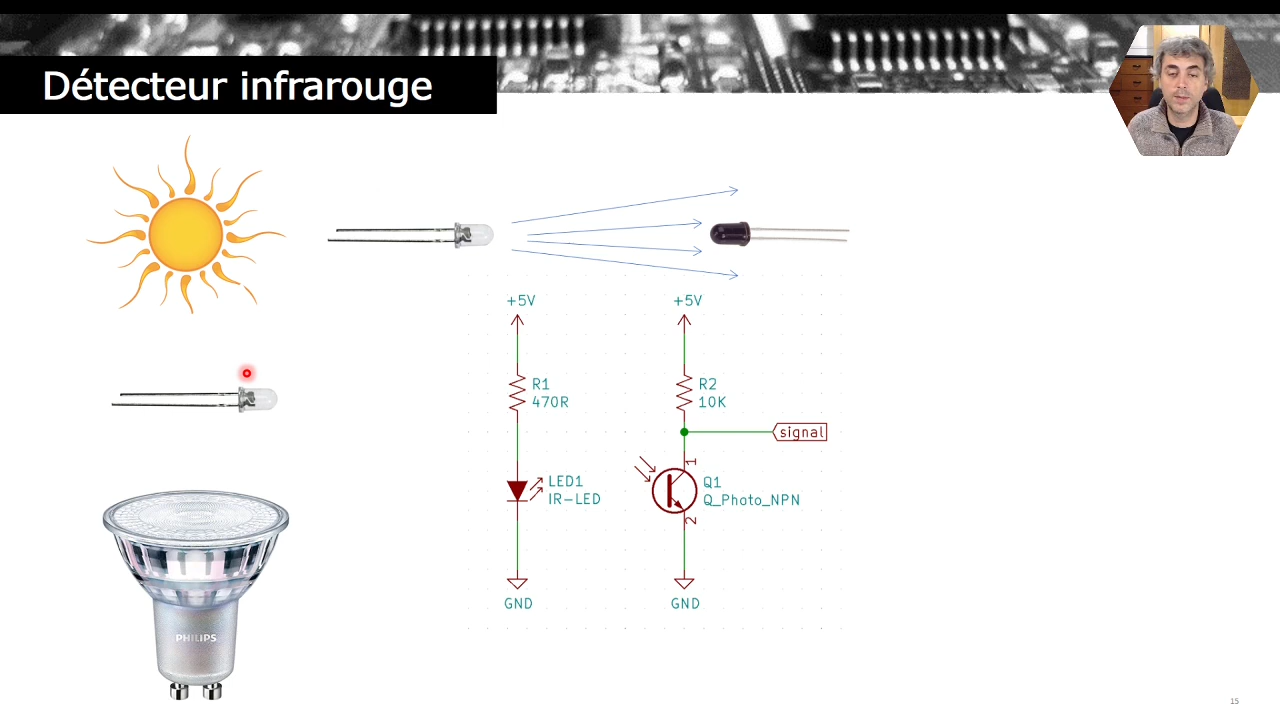 Détecteur infrarouge
+5V
+5V
R1
470R
R2
10K
signal
1
LED1
IR-LED
Q1
Q_Photo_NPN
2
GND
GND
PHILIPS
15